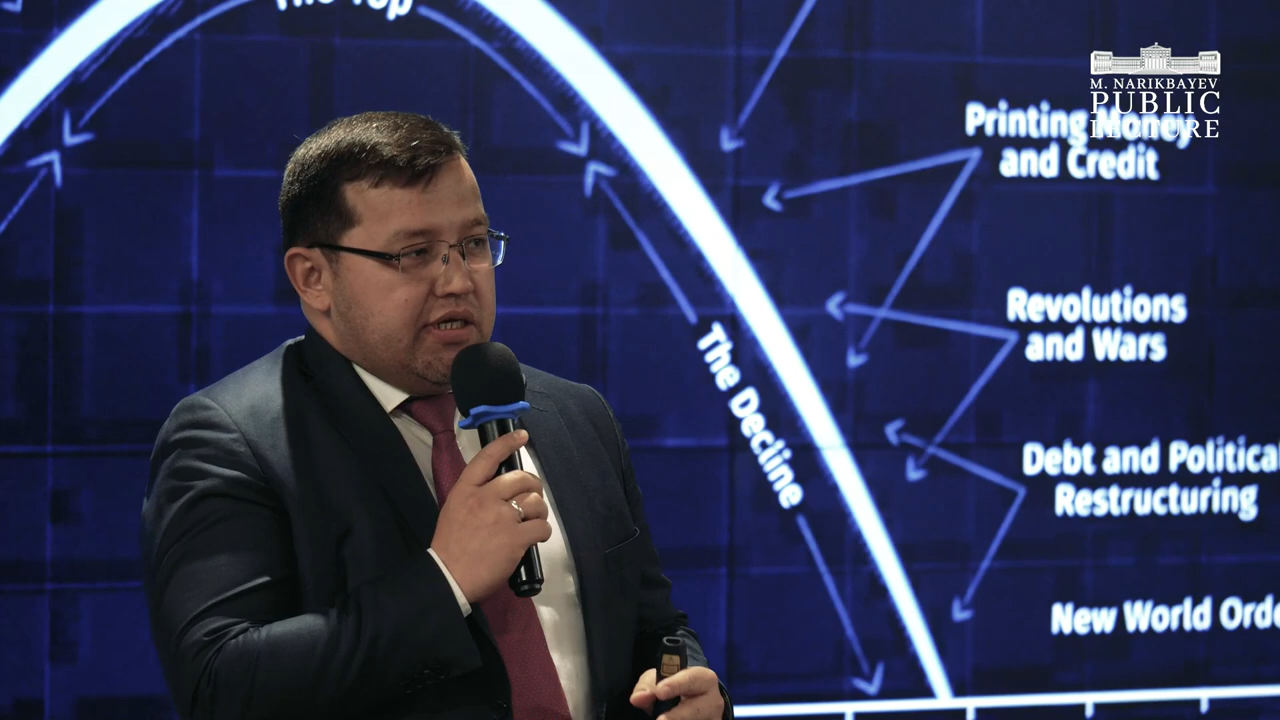 The Top
M. NARIKBAYEV
PUBLIC
LECTURE
Printing Money
and Credit
Revolutions
and Wars
The Decline
Debt and Political
Restructuring
New World Orde